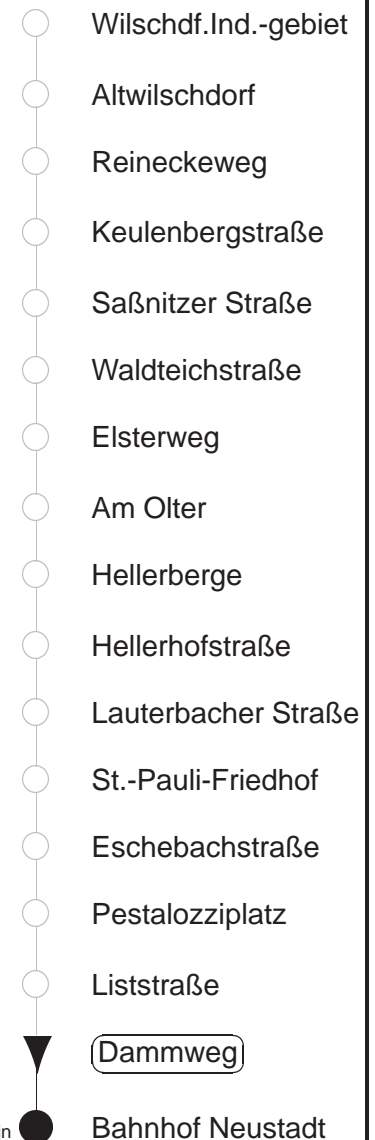 Wilschdf.Ind.-gebiet
Altwilschdorf
Reineckeweg
Keulenbergstraße
Saßnitzer Straße
Waldteichstraße
Elsterweg
Am Olter
Hellerberge
Hellerhofstraße
Lauterbacher Straße
St.-Pauli-Friedhof
Eschebachstraße
Pestalozziplatz
Liststraße
Dammweg
Bahnhof Neustadt